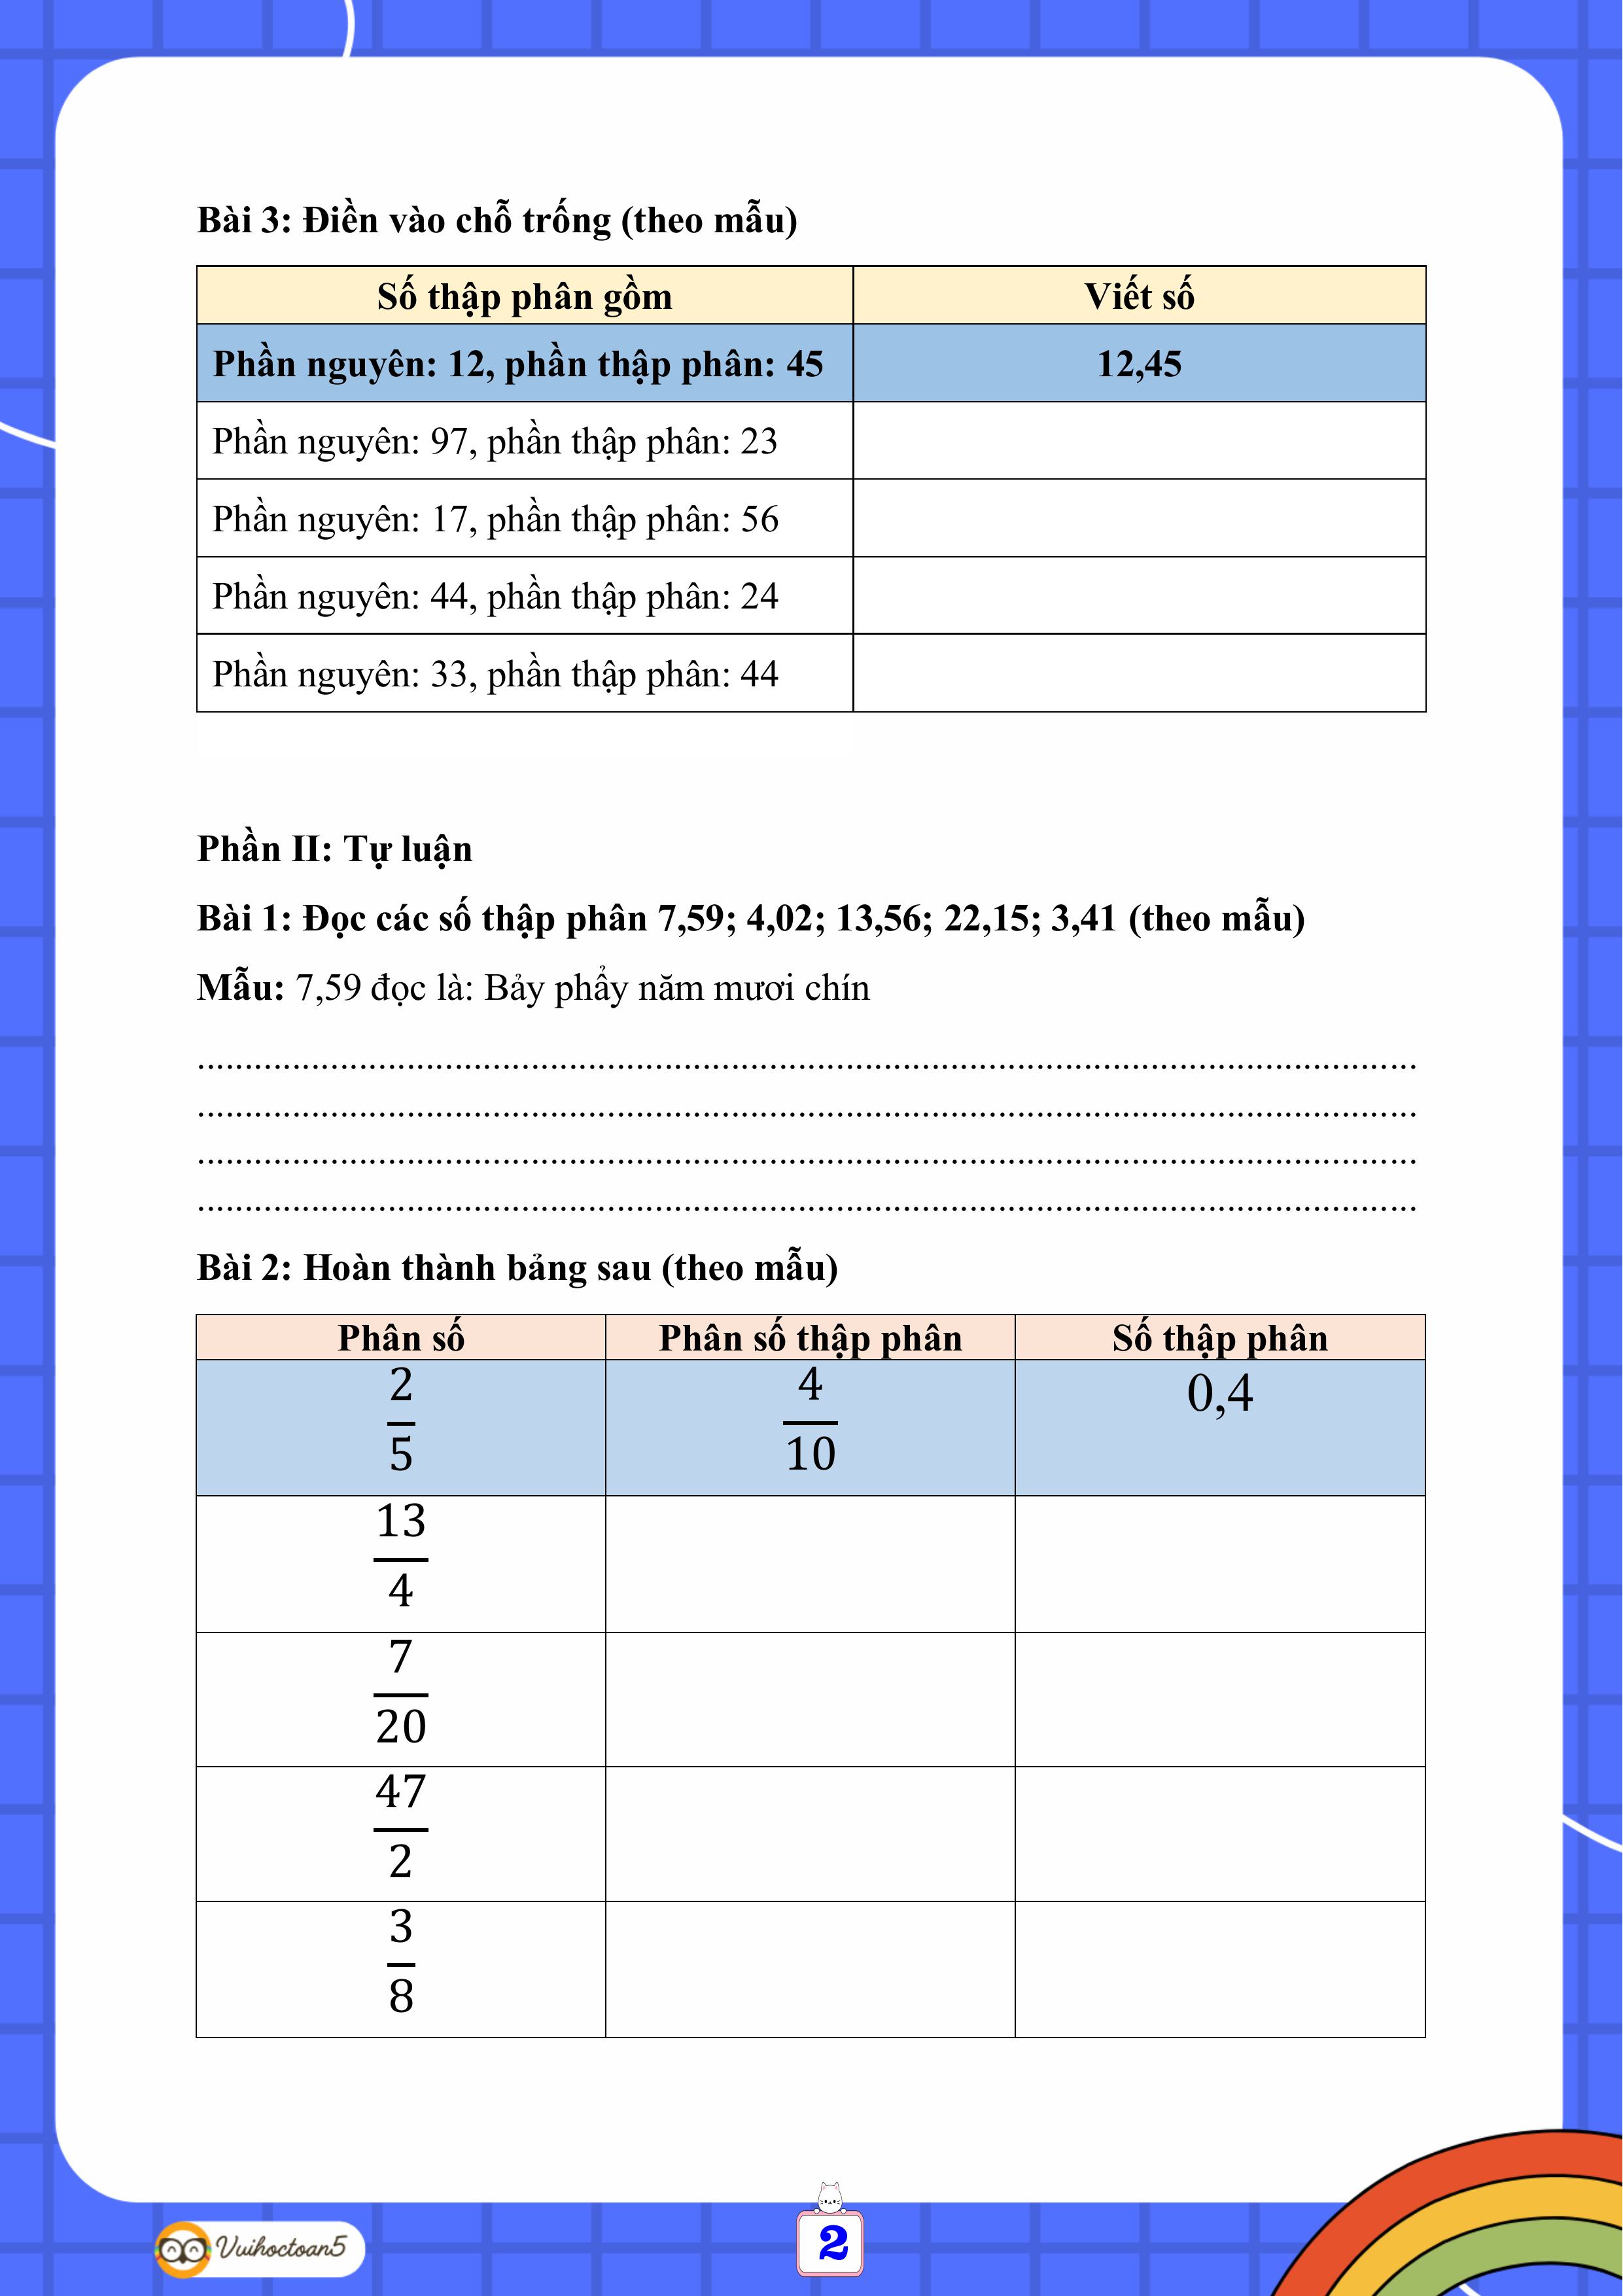 Bài 3: Điền vào chỗ trống (theo mẫu)
Số thập phân gồm Viết số
Phần nguyên: 12, phần thập phân: 45 12,45
Phần nguyên: 97, phần thập phân: 23
Phần nguyên: 17, phần thập phân: 56
Phần nguyên: 44, phần thập phân: 24
Phần nguyên: 33, phần thập phân: 44
Phần II: Tự luận
Bài 1: Đọc các số thập phân 7,59; 4,02; 13,56; 22,15; 3,41 (theo mẫu)
Mẫu: 7,59 đọc là: Bảy phẩy năm mươi chín
Bài 2: Hoàn thành bảng sau (theo mẫu)
Phân số Phân số thập phân Số thập phân
2/5 4/10 0,4
13/4
7/20
47/2
3/8
Vuihoctoan5
2